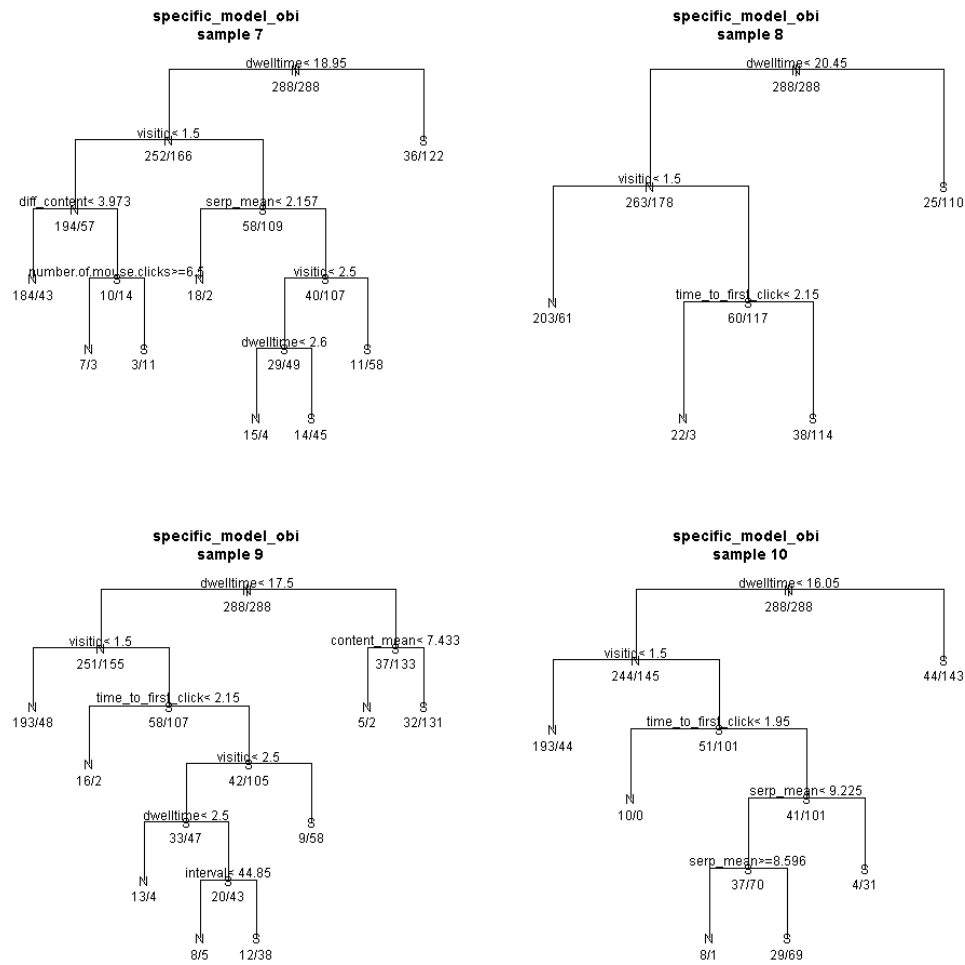 specific_model_obi
sample 7
dwelltime< 18.95
N
288/288
visitid< 1.5
N
252/166
S
36/122
diff_content< 3.973
N
194/57
serp_mean< 2.157
S
58/109
N
184/43
number.of.mouse.clicks>=6.5
S
10/14
N
18/2
visitid< 2.5
S
40/107
N
7/3
S
3/11
dwelltime< 2.6
S
29/49
S
11/58
N
15/4
S
14/45
specific_model_obi
sample 8
dwelltime< 20.45
N
288/288
visitid< 1.5
N
263/178
S
25/110
N
203/61
time_to_first_click< 2.15
S
60/117
N
22/3
S
38/114
specific_model_obi
sample 9
dwelltime< 17.5
N
288/288
visitid< 1.5
N
251/155
content_mean< 7.433
S
37/133
N
193/48
time_to_first_click< 2.15
S
58/107
N
5/2
S
32/131
N
16/2
visitid< 2.5
S
42/105
dwelltime< 2.5
S
33/47
S
9/58
N
13/4
interval< 44.85
S
20/43
N
8/5
S
12/38
specific_model_obi
sample 10
dwelltime< 16.05
N
288/288
visitid< 1.5
N
244/145
S
44/143
N
193/44
time_to_first_click< 1.95
S
51/101
N
10/0
serp_mean< 9.225
S
41/101
serp_mean>=8.596
S
37/70
S
4/31
N
8/1
S
29/69